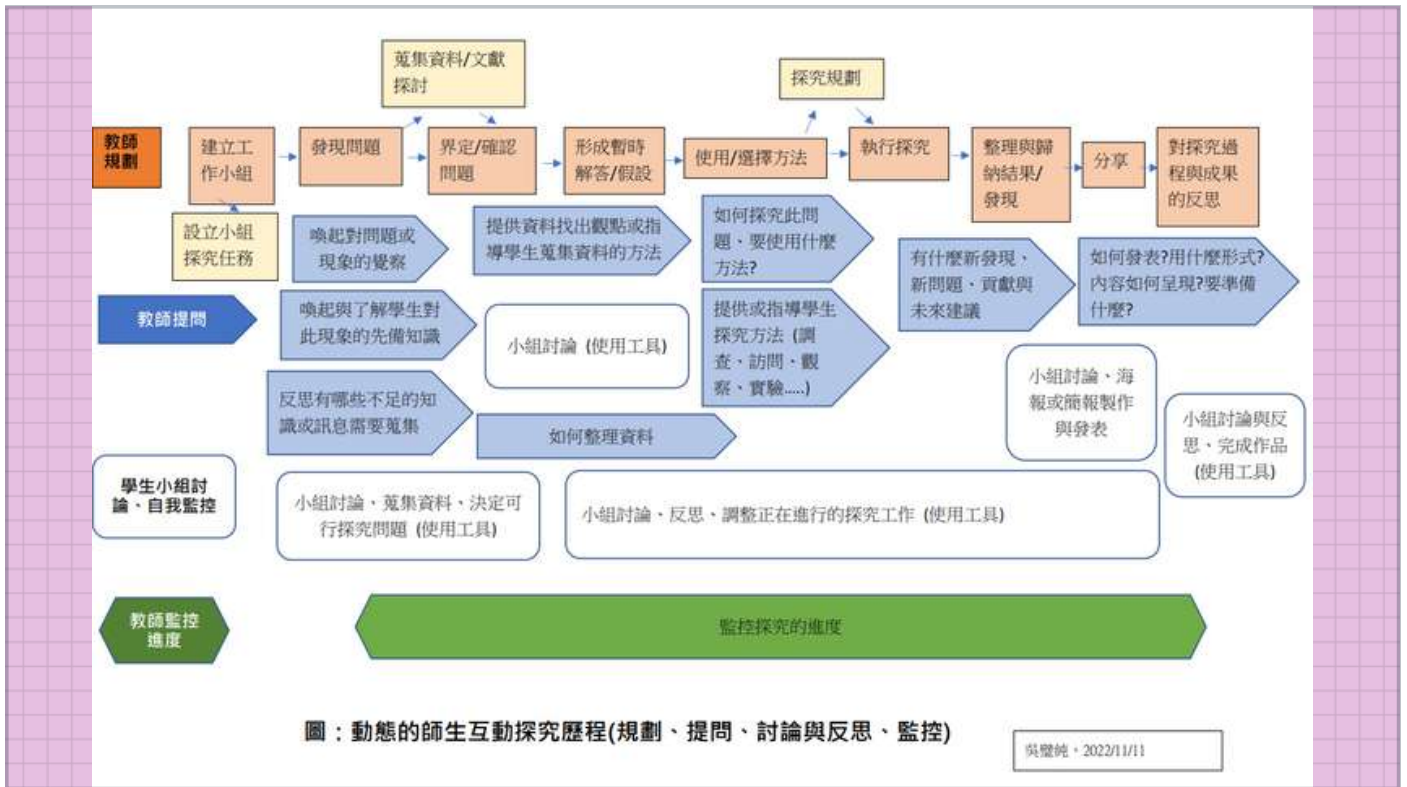 蒐集資料/文獻
探討
探究規劃
教師
規劃
建立工
作小組
發現問題
界定/確認
問題
形成暫時
解答/假設
使用/選擇方法
執行探究
整理與歸
納結果/
發現
分享
對探究過
程與成果
的反思
設立小組
探究任務
喚起對問題或
現象的覺察
提供資料找出觀點或指
導學生蒐集資料的方法
如何探究此問
題、要使用什麼
方法?
有什麼新發現、
新問題、貢獻與
未來建議
如何發表?用什麼形式?
內容如何呈現?要準備
什麼?
教師提問
喚起與了解學生對
此現象的先備知識
小組討論 (使用工具)
提供或指導學生
探究方法 (調
查、訪問、觀
察、實驗.....)
反思有哪些不足的知
識或訊息需要蒐集
如何整理資料
小組討論、海
報或簡報製作
與發表
小組討論與反
思、完成作品
(使用工具)
學生小組討
論、自我監控
小組討論、蒐集資料、決定可
行探究問題 (使用工具)
小組討論、反思、調整正在進行的探究工作 (使用工具)
教師監控
進度
監控探究的進度
圖：動態的師生互動探究歷程(規劃、提問、討論與反思、監控)
吳璧純，2022/11/11